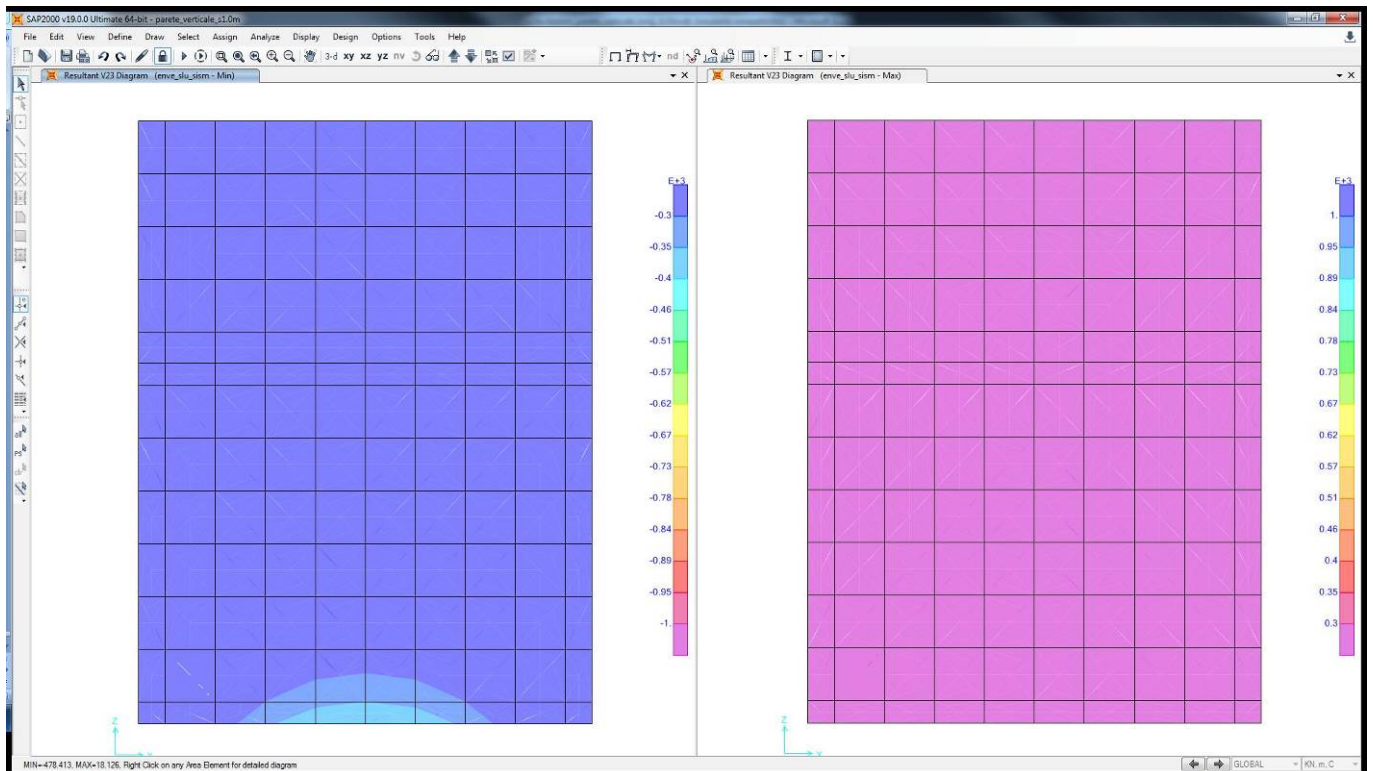 SAP2000 v19.0.0 Ultimate 64-bit - parete_verticale_s1.0m
File Edit View Define Draw Select Assign Analyze Display Design Options Tools Help
3-d xy xz yz nv nd
Resultant V23 Diagram (enve_slu_sism - Min)
Resultant V23 Diagram (enve_slu_sism - Max)
E+3
-0.3
-0.35
-0.4
-0.46
-0.51
-0.57
-0.62
-0.67
-0.73
-0.78
-0.84
-0.89
-0.95
-1.
E+3
1.
0.95
0.89
0.84
0.78
0.73
0.67
0.62
0.57
0.51
0.46
0.4
0.35
0.3
all
PS
Z
Z
MIN=-478.413, MAX=18.126, Right Click on any Area Element for detailed diagram
GLOBAL
KN, m, C